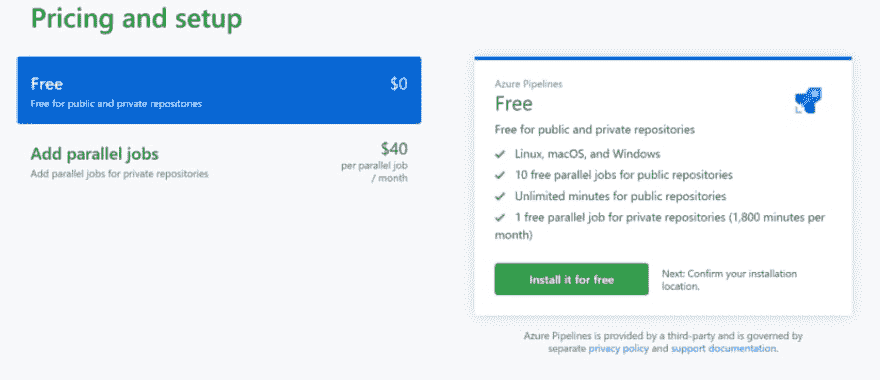 Pricing and setup
Free
$0
Free for public and private repositories
Add parallel jobs
$40
Add parallel jobs for private repositories
per parallel job
/ month
Azure Pipelines
Free
Free for public and private repositories
✓ Linux, macOS, and Windows
✓ 10 free parallel jobs for public repositories
✓ Unlimited minutes for public repositories
✓ 1 free parallel job for private repositories (1,800 minutes per
month)
Install it for free
Next: Confirm your installation
location.
Azure Pipelines is provided by a third-party and is governed by
separate privacy policy and support documentation.